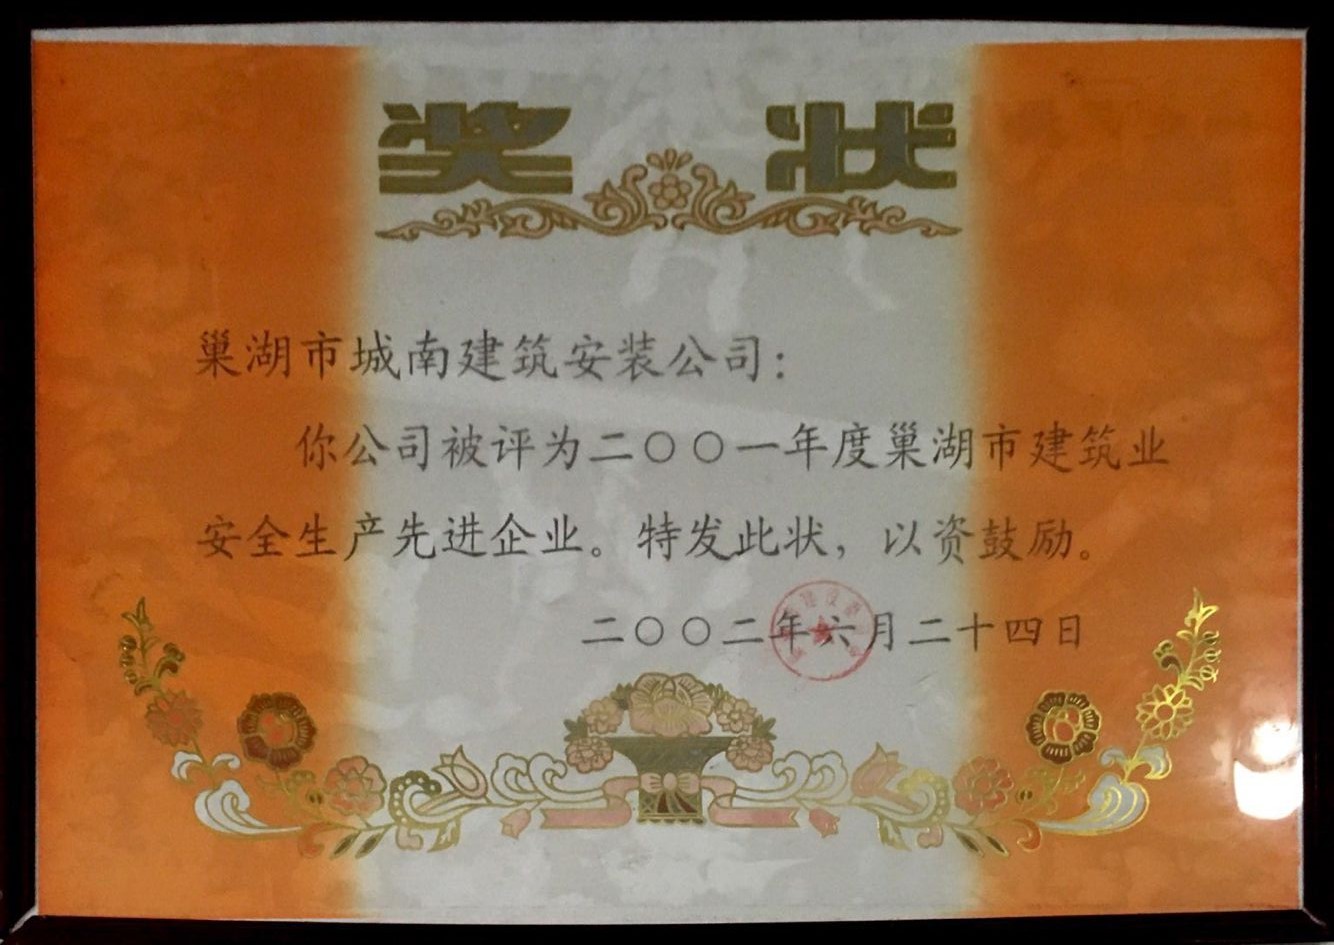 奖状
巢湖市城南建筑安装公司：
你公司被评为二〇〇一年度巢湖市建筑业
安全生产先进企业。特发此状，以资鼓励。
二〇〇二年六月二十四日